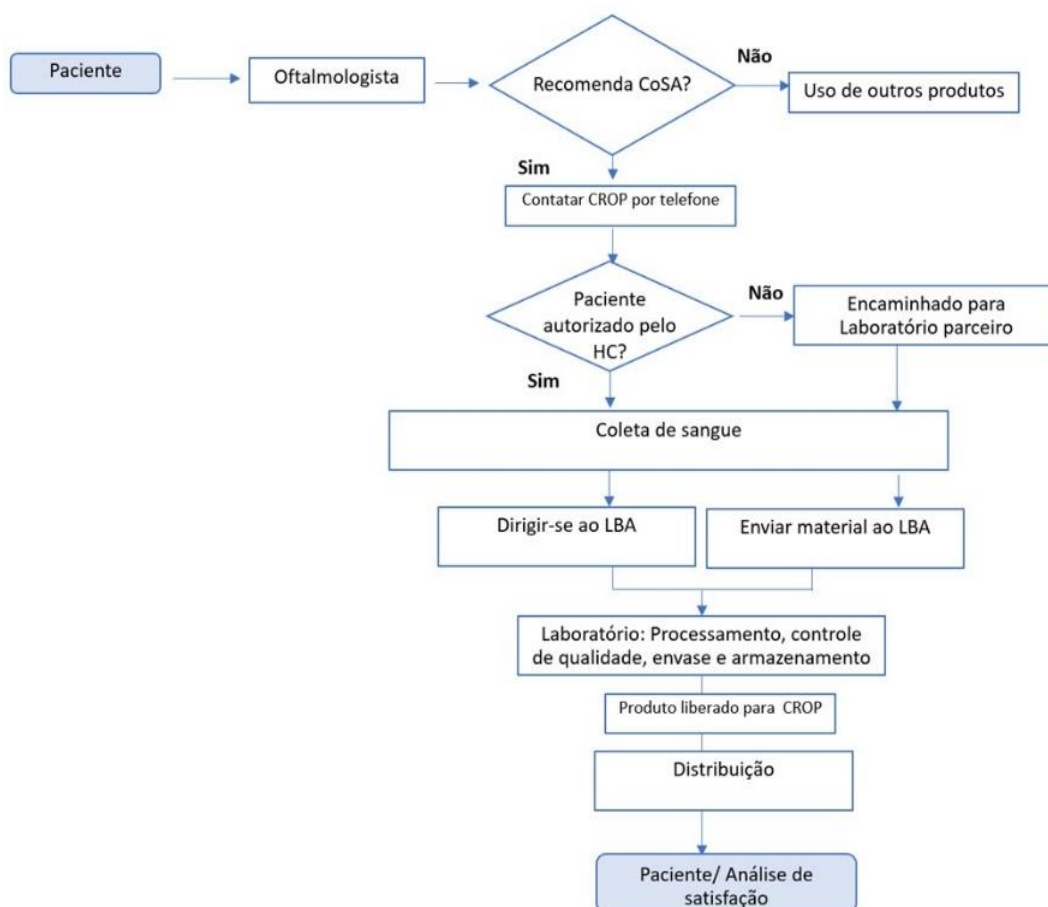 Paciente
Oftalmologista
Recomenda CoSA?
Não
Uso de outros produtos
Sim
Contatar CROP por telefone
Paciente
autorizado pelo
HC?
Não
Encaminhado para
Laboratório parceiro
Sim
Coleta de sangue
Dirigir-se ao LBA
Enviar material ao LBA
Laboratório: Processamento, controle
de qualidade, envase e armazenamento
Produto liberado para CROP
Distribuição
Paciente/ Análise de
satisfação